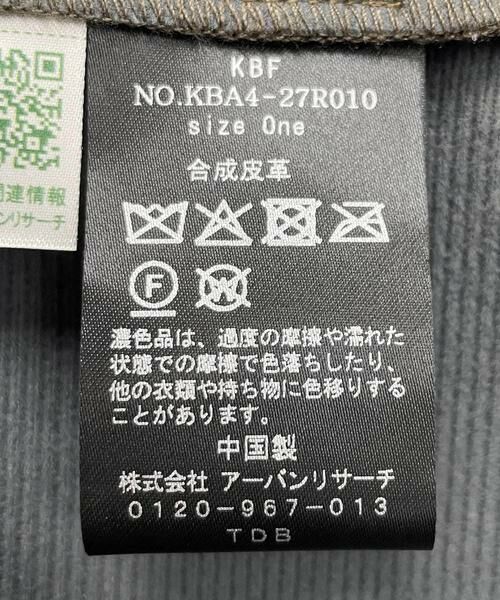 KBF
NO.KBA4-27R010
size One
合成皮革
F
W
濃色品は、過度の摩擦や濡れた
状態での摩擦で色落ちしたり、
他の衣類や持ち物に色移りする
ことがあります。
中国製
株式会社 アーバンリサーチ
0120-967-013
TDB
関連情報
バンリサーチ